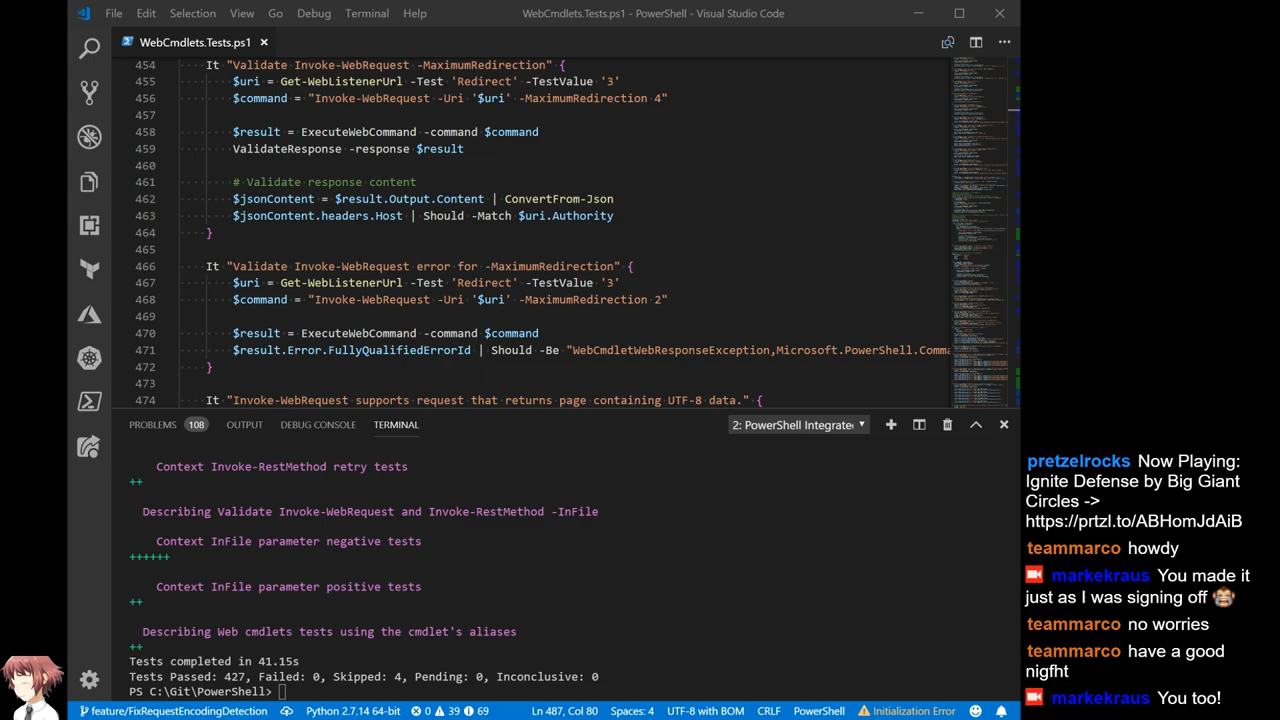 File Edit Selection View Go Debug Terminal Help WebCmdlets.Tests.ps1 - PowerShell - Visual Studio Code
WebCmdlets.Tests.ps1
454 It "Validate Invoke-WebRequest -MaximumRedirection" {
455 $uri = Get-WebListenerUrl -Test 'Redirect' -TestValue '3'
456 $command = "Invoke-WebRequest -Uri '$uri' -MaximumRedirection 4"
457
458 $result = ExecuteWebCommand -command $command
459 ValidateResponse -response $result
460
461 # Validate response content
462 $jsonContent = $result.Output.Content | ConvertFrom-Json
463 $jsonContent.headers.Host | Should -Match $uri.Authority
464 }
465
466 It "Validate Invoke-WebRequest error for -MaximumRedirection" {
467 $uri = Get-WebListenerUrl -Test 'Redirect' -TestValue '3'
468 $command = "Invoke-WebRequest -Uri '$uri' -MaximumRedirection 2"
469
470 $result = ExecuteWebCommand -command $command
471 $result.Error.FullyQualifiedErrorId | Should -Be "WebCmdletWebResponseException,Microsoft.PowerShell.Comma
472 }
473
474 It "Invoke-WebRequest supports request that returns page containing UTF-8 data." {
PROBLEMS 108 OUTPUT DEBUG CONSOLE TERMINAL 2: PowerShell Integrate
Context Invoke-RestMethod retry tests
++
Describing Validate Invoke-WebRequest and Invoke-RestMethod -InFile
Context InFile parameter negative tests
++++++
Context InFile parameter positive tests
++
Describing Web cmdlets tests using the cmdlet's aliases
++
Tests completed in 41.15s
Tests Passed: 427, Failed: 0, Skipped: 4, Pending: 0, Inconclusive: 0
PS C:\Git\PowerShell>
feature/FixRequestEncodingDetection Python 2.7.14 64-bit 0 39 69 Ln 487, Col 80 Spaces: 4 UTF-8 with BOM CRLF PowerShell Initialization Error
pretzelrocks Now Playing:
Ignite Defense by Big Giant
Circles ->
https://prtzl.to/ABHomJdAiB
teammarco howdy
markekraus You made it
just as I was signing off
teammarco no worries
teammarco have a good
nigfht
markekraus You too!